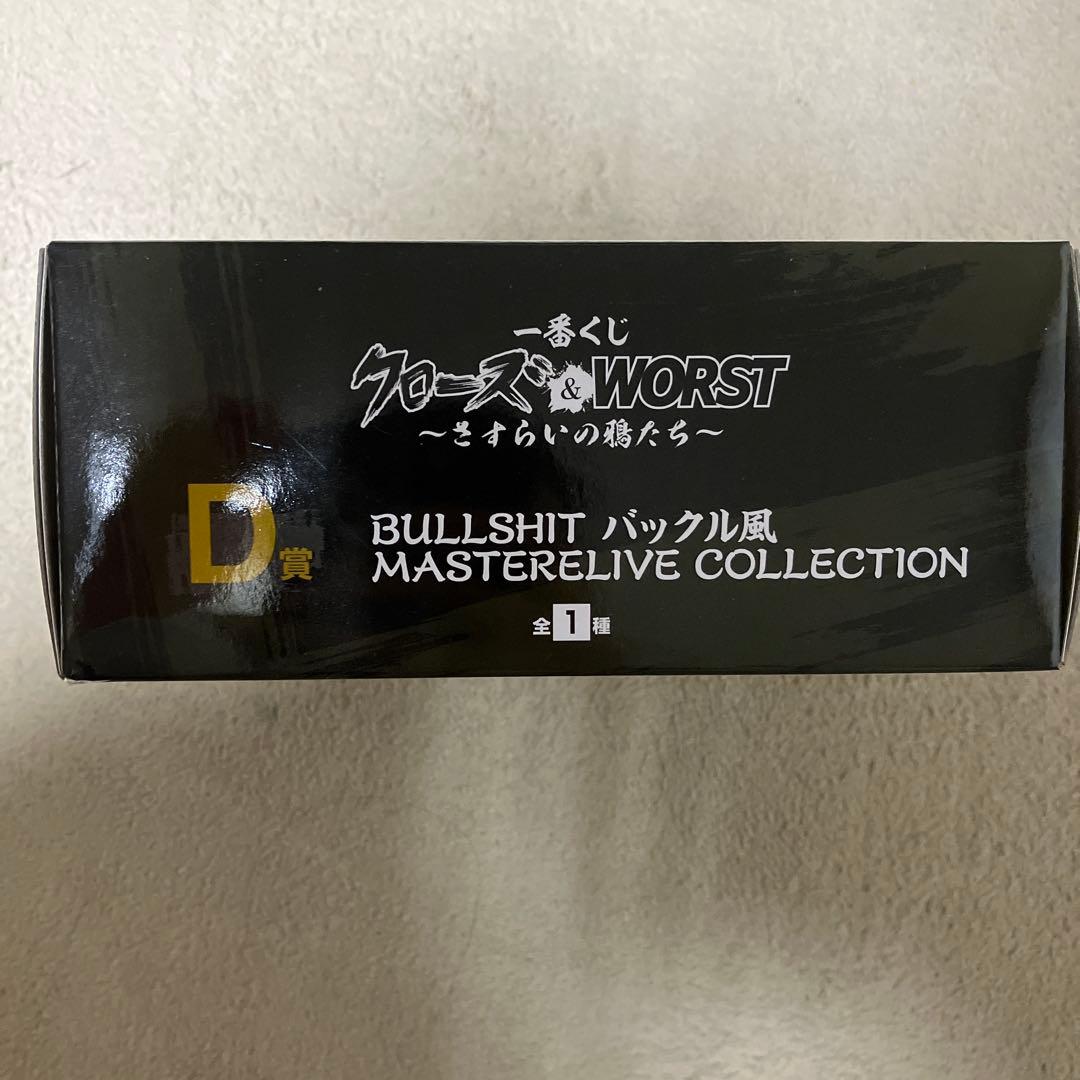 一番くじ
クローズ&WORST
～さすらいの鴉たち～
D賞
BULLSHIT バックル風
MASTERELIVE COLLECTION
全1種